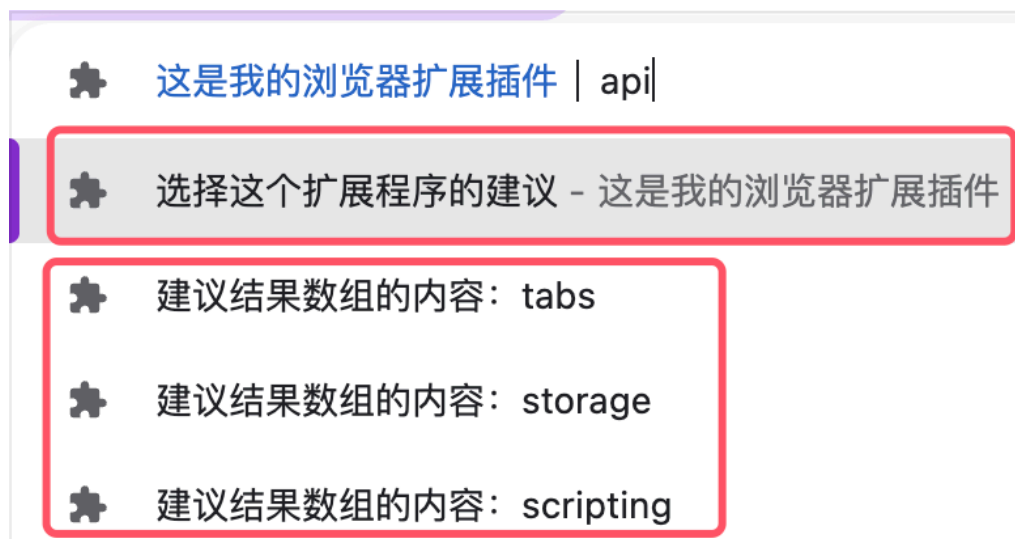 这是我的浏览器扩展插件 | api
选择这个扩展程序的建议 - 这是我的浏览器扩展插件
建议结果数组的内容：tabs
建议结果数组的内容：storage
建议结果数组的内容：scripting